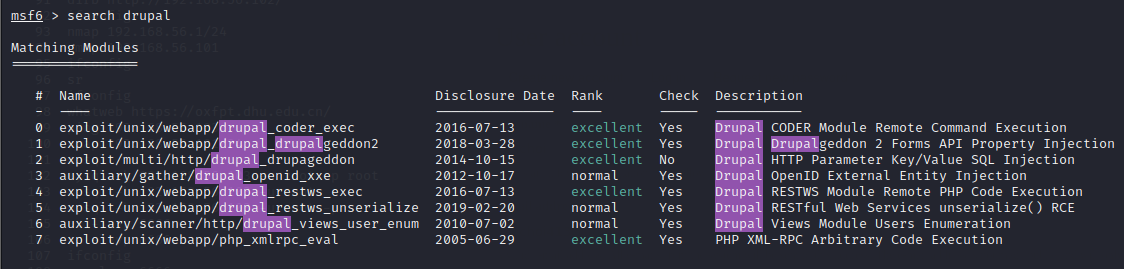 msf6 > search drupal
Matching Modules
================
# Name Disclosure Date Rank Check Description
- ---- --------------- ---- ----- -----------
0 exploit/unix/webapp/drupal_coder_exec 2016-07-13 excellent Yes Drupal CODER Module Remote Command Execution
1 exploit/unix/webapp/drupal_drupalgeddon2 2018-03-28 excellent Yes Drupal Drupalgeddon 2 Forms API Property Injection
2 exploit/multi/http/drupal_drupageddon 2014-10-15 excellent No Drupal HTTP Parameter Key/Value SQL Injection
3 auxiliary/gather/drupal_openid_xxe 2012-10-17 normal Yes Drupal OpenID External Entity Injection
4 exploit/unix/webapp/drupal_restws_exec 2016-07-13 excellent Yes Drupal RESTWS Module Remote PHP Code Execution
5 exploit/unix/webapp/drupal_restws_unserialize 2019-02-20 normal Yes Drupal RESTful Web Services unserialize() RCE
6 auxiliary/scanner/http/drupal_views_user_enum 2010-07-02 normal Yes Drupal Views Module Users Enumeration
7 exploit/unix/webapp/php_xmlrpc_eval 2005-06-29 excellent Yes PHP XML-RPC Arbitrary Code Execution